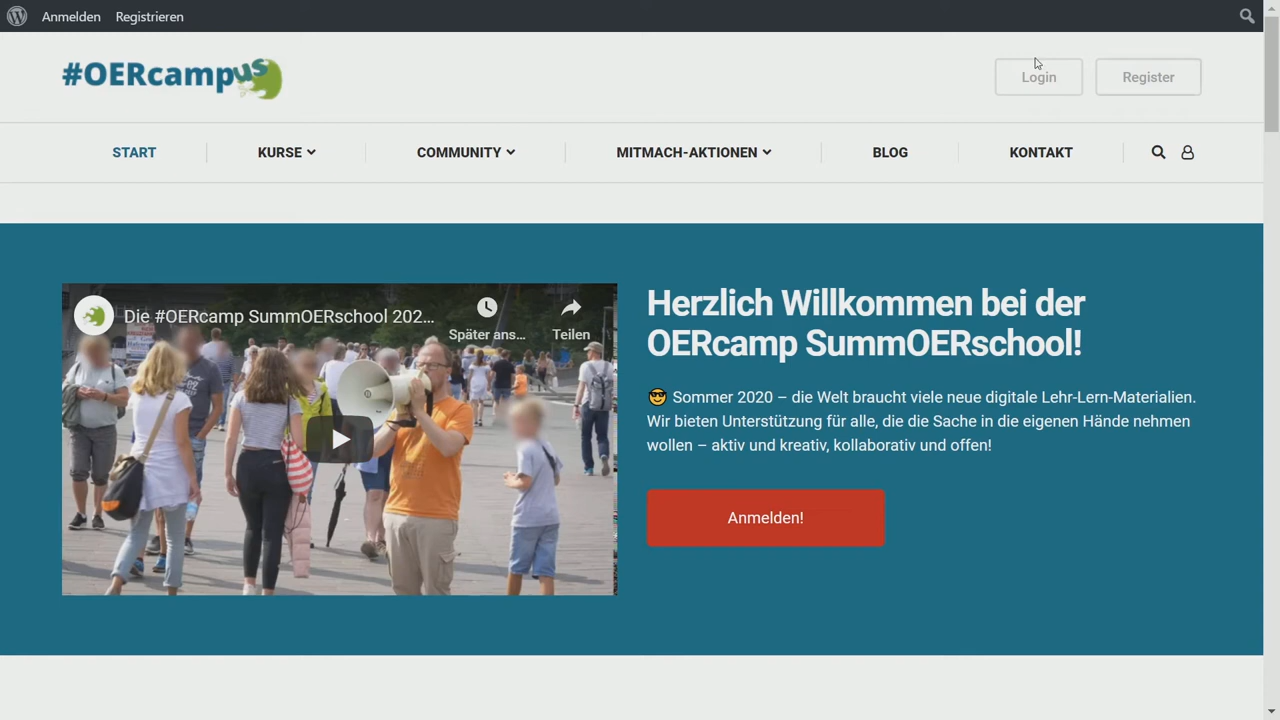 Anmelden Registrieren
#OERcampus
Login Register
START KURSE COMMUNITY MITMACH-AKTIONEN BLOG KONTAKT
Die #OERcamp SummOERschool 202...
Später ans... Teilen
Herzlich Willkommen bei der
OERcamp SummOERschool!
😎 Sommer 2020 – die Welt braucht viele neue digitale Lehr-Lern-Materialien.
Wir bieten Unterstützung für alle, die die Sache in die eigenen Hände nehmen
wollen – aktiv und kreativ, kollaborativ und offen!
Anmelden!